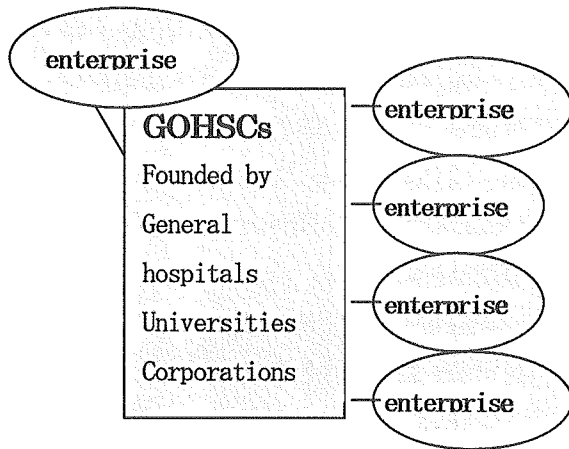 enterprise
GOHSCs
Founded by
General
hospitals
Universities
Corporations
enterprise
enterprise
enterprise
enterprise